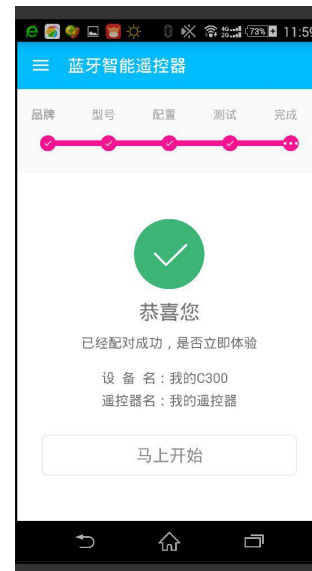 4G 2G 73% 11:59
蓝牙智能遥控器
品牌 型号 配置 测试 完成
恭喜您
已经配对成功，是否立即体验
设 备 名：我的C300
遥控器名：我的遥控器
马上开始